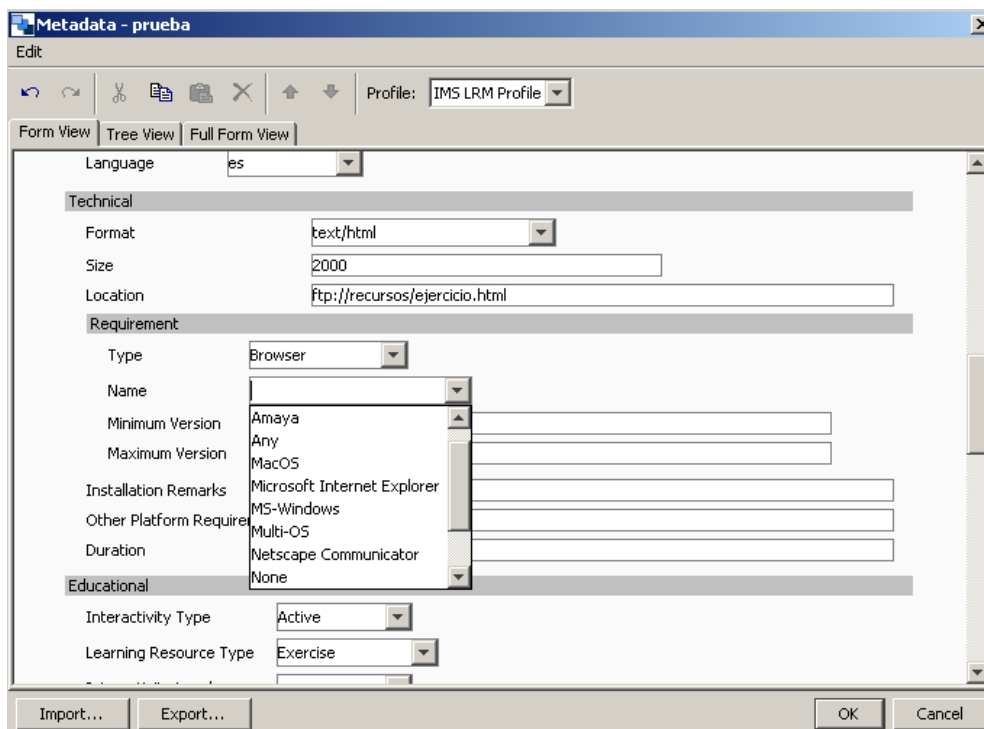 Metadata - prueba
Edit
Profile: IMS LRM Profile
Form View Tree View Full Form View
Language es
Technical
Format text/html
Size 2000
Location ftp://recursos/ejercicio.html
Requirement
Type Browser
Name
Amaya
Minimum Version
Any
Maximum Version
MacOS
Installation Remarks
Microsoft Internet Explorer
MS-Windows
Other Platform Require
Multi-OS
Duration
Netscape Communicator
None
Educational
Interactivity Type Active
Learning Resource Type Exercise
Import... Export... OK Cancel